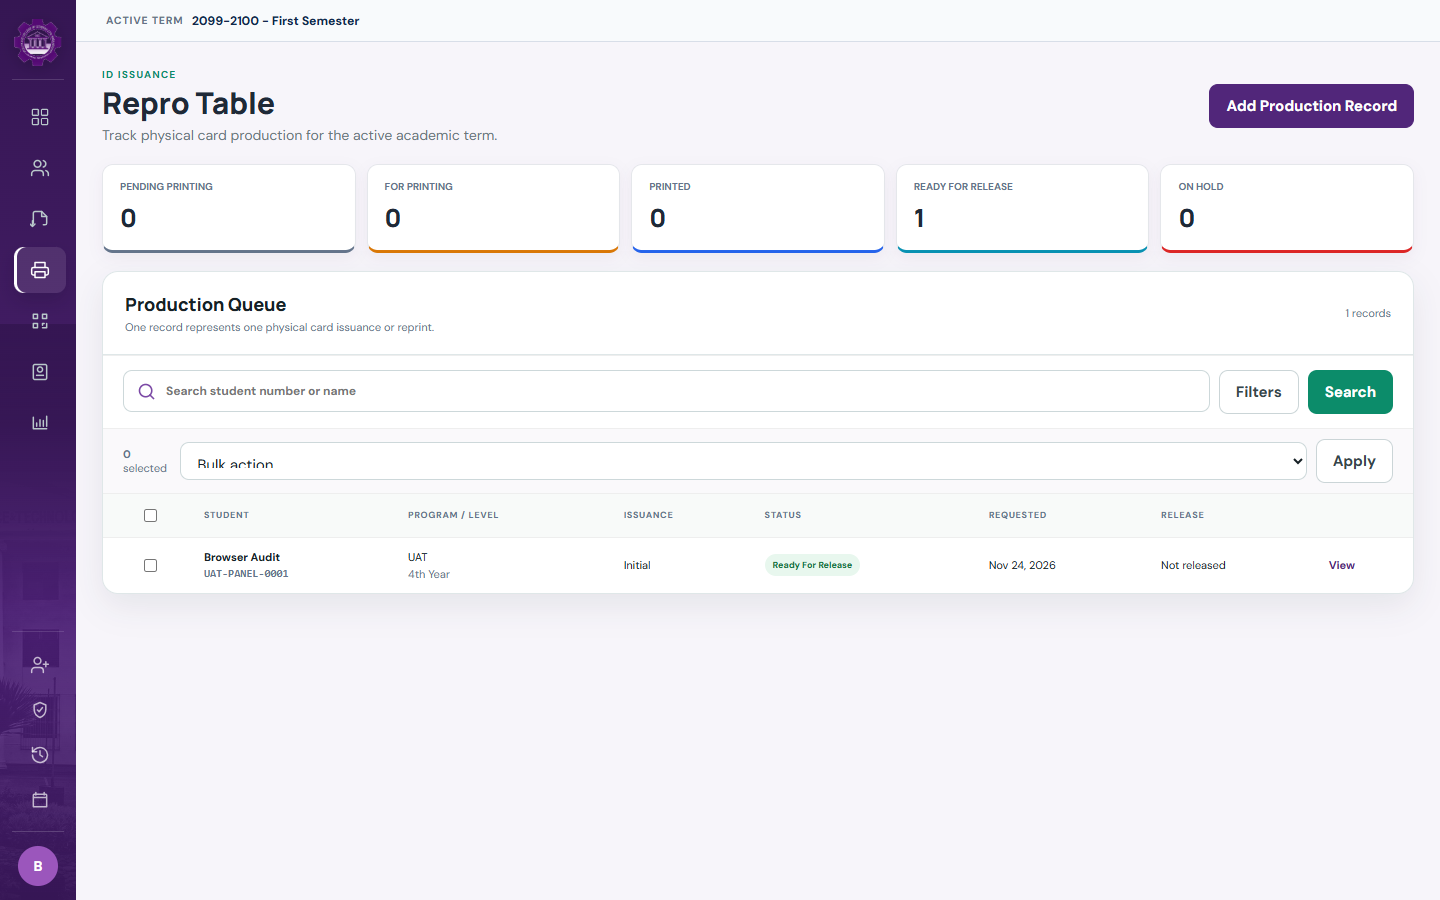 ACTIVE TERM 2099-2100 - First Semester
ID ISSUANCE
Repro Table
Track physical card production for the active academic term.
Add Production Record
PENDING PRINTING
0
FOR PRINTING
0
PRINTED
0
READY FOR RELEASE
1
ON HOLD
0
Production Queue
One record represents one physical card issuance or reprint.
1 records
Search student number or name
Filters
Search
0
selected
Bulk action
Apply
STUDENT PROGRAM / LEVEL ISSUANCE STATUS REQUESTED RELEASE
Browser Audit
UAT-PANEL-0001
UAT
4th Year
Initial
Ready For Release
Nov 24, 2026
Not released
View
B